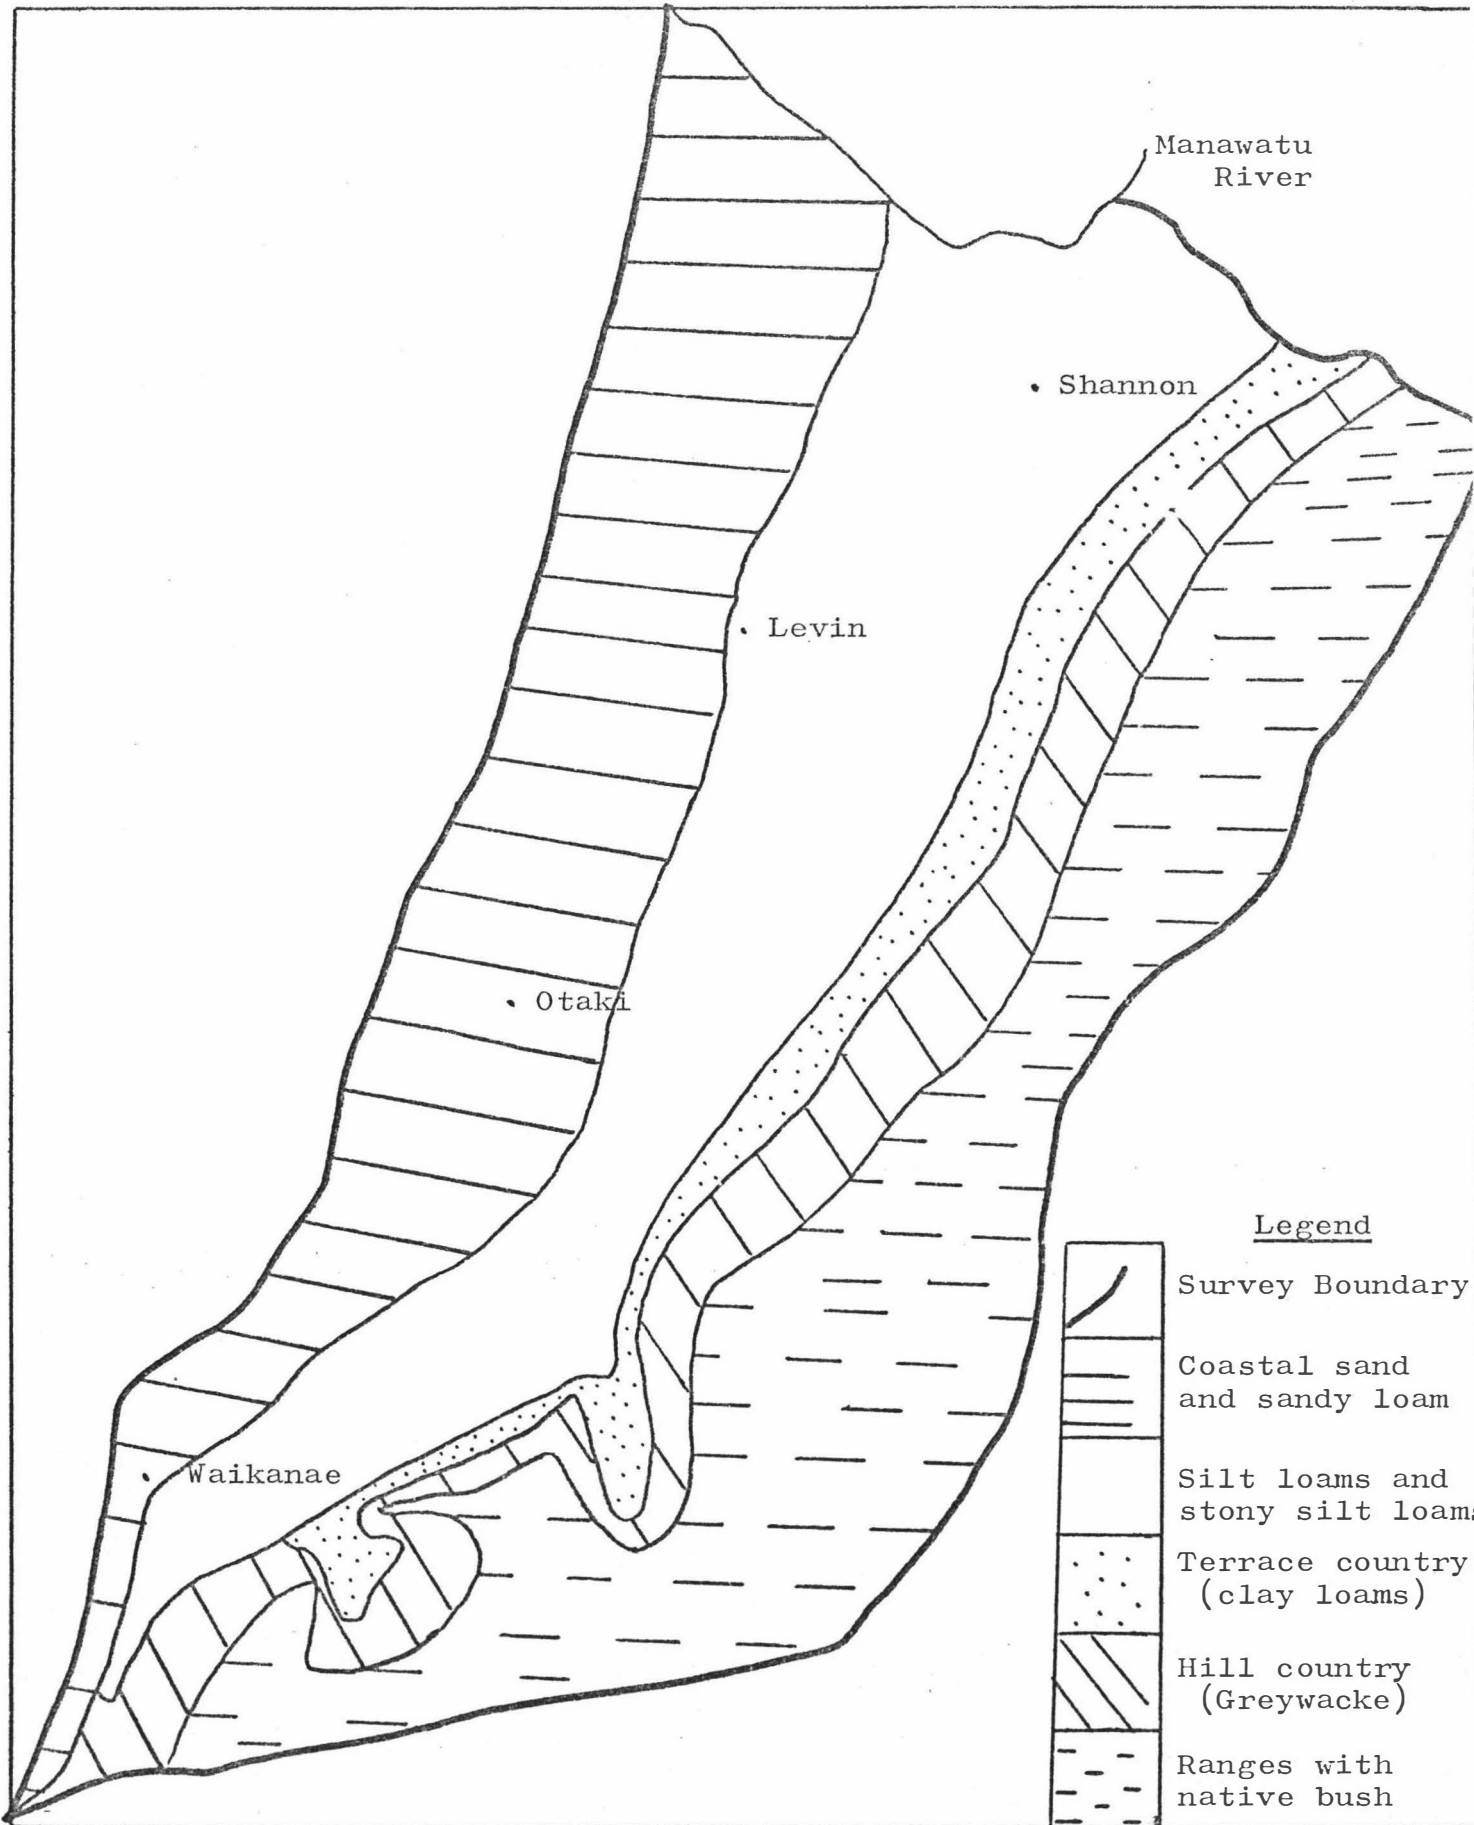 Manawatu
River
Shannon
Levin
Otaki
Waikanae
Legend
Survey Boundary
Coastal sand
and sandy loam
Silt loams and
stony silt loams
Terrace country
(clay loams)
Hill country
(Greywacke)
Ranges with
native bush